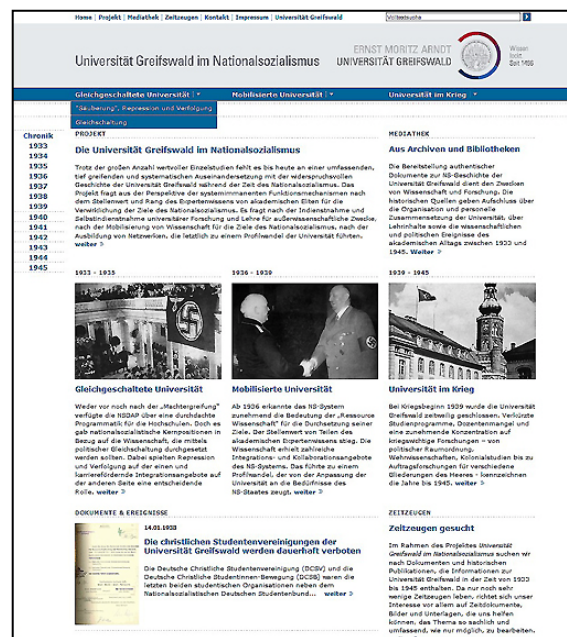 Home | Projekt | Mediathek | Zeitzeugen | Kontakt | Impressum | Universität Greifswald
Volltextsuche
Universität Greifswald im Nationalsozialismus
ERNST MORITZ ARNDT
UNIVERSITÄT GREIFSWALD
Wissen
lockt
Seit 1456
Gleichgeschaltete Universität | Mobilisierte Universität | Universität im Krieg
"Säuberung", Repression und Verfolgung
Gleichschaltung
Chronik
1933
1934
1935
1936
1937
1938
1939
1940
1941
1942
1943
1944
1945
PROJEKT
Die Universität Greifswald im Nationalsozialismus
Trotz der großen Anzahl wertvoller Einzelstudien fehlt es bis heute an einer umfassenden,
tief greifenden und systematischen Auseinandersetzung mit der widerspruchsvollen
Geschichte der Universität Greifswald während der Zeit des Nationalsozialismus. Das
Projekt fragt aus der Perspektive der systemimmanenten Funktionsmechanismen nach
dem Stellenwert und Rang des Expertenwissens von akademischen Eliten für die
Verwirklichung der Ziele des Nationalsozialismus. Es fragt nach der Indienstnahme und
Selbstindienstnahme universitärer Forschung und Lehre für außerwissenschaftliche Zwecke,
nach der Mobilisierung von Wissenschaft für die Ziele des Nationalsozialismus, nach der
Ausbildung von Netzwerken, die letztlich zu einem Profilwandel der Universität führten.
weiter »
MEDIATHEK
Aus Archiven und Bibliotheken
Die Bereitstellung authentischer
Dokumente zur NS-Geschichte der
Universität Greifswald dient den Zwecken
von Wissenschaft und Forschung. Die
historischen Quellen geben Aufschluss über
die Organisation und personelle
Zusammensetzung der Universität, über
Lehrinhalte sowie die wissenschaftlichen
und politischen Ereignisse des
akademischen Alltags zwischen 1933 und
1945. Weiter »
1933 - 1935
Gleichgeschaltete Universität
Weder vor noch nach der „Machtergreifung"
verfügte die NSDAP über eine durchdachte
Programmatik für die Hochschulen. Doch es
gab nationalsozialistische Kernpositionen in
Bezug auf die Wissenschaft, die mittels
politischer Gleichschaltung durchgesetzt
werden sollten. Dabei spielten Repression
und Verfolgung auf der einen und
karrierefördernde Integrationsangebote auf
der anderen Seite eine entscheidende
Rolle. weiter »
1936 - 1939
Mobilisierte Universität
Ab 1936 erkannte das NS-System
zunehmend die Bedeutung der „Ressource
Wissenschaft" für die Durchsetzung seiner
Ziele. Der Stellenwert von Teilen des
akademischen Expertenwissens stieg. Die
Wissenschaft erhielt zahlreiche
Integrations- und Kollaborationsangebote
des NS-Systems. Das führte zu einem
Profilwandel, der von der Anpassung der
Universität an die Bedürfnisse des
NS-Staates zeugt. weiter »
1939 - 1945
Universität im Krieg
Bei Kriegsbeginn 1939 wurde die Universität
Greifswald zeitweilig geschlossen. Verkürzte
Studienprogramme, Dozentenmangel und
eine zunehmende Konzentration auf
kriegswichtige Forschungen – von
politischer Raumordnung,
Wehrwissenschaften, Kolonialstudien bis zu
Auftragsforschungen für verschiedene
Gliederungen des Heeres – kennzeichnen
die Jahre bis 1945. weiter »
DOKUMENTE & EREIGNISSE
14.01.1938
Die christlichen Studentenvereinigungen der
Universität Greifswald werden dauerhaft verboten
Die Deutsche Christliche Studentenvereinigung (DCSV) und die
Deutsche Christliche Studentinnen-Bewegung (DCSB) waren die
letzten beiden studentischen Organisationen neben dem
Nationalsozialistischen Deutschen Studentenbund... weiter »
ZEITZEUGEN
Zeitzeugen gesucht
Im Rahmen des Projektes Universität
Greifswald im Nationalsozialismus suchen wir
nach Dokumenten und historischen
Publikationen, die Informationen zur
Universität Greifswald in der Zeit von 1933
bis 1945 enthalten. Da nur noch sehr
wenige Zeitzeugen leben, richtet sich unser
Interesse vor allem auf Zeitdokumente,
Bilder und Unterlagen, die uns helfen
können, das Thema so sachlich und
umfassend, wie nur möglich, zu bearbeiten.